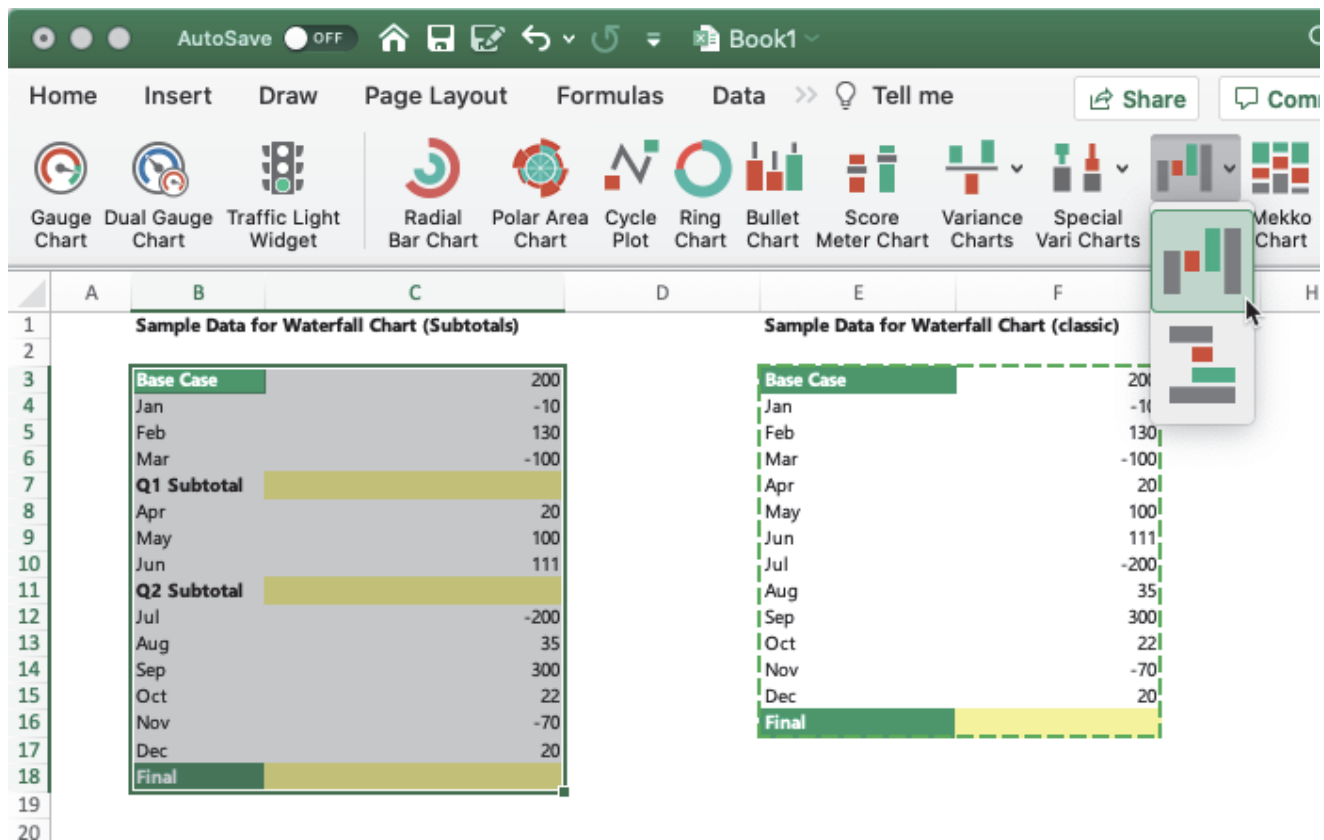 AutoSave OFF Book1
Home Insert Draw Page Layout Formulas Data Tell me Share
Gauge Chart
Dual Gauge Chart
Traffic Light Widget
Radial Bar Chart
Polar Area Chart
Cycle Plot
Ring Chart
Bullet Chart
Score Meter Chart
Variance Charts
Special Vari Charts
Mekko Chart
A B C D E F H
1 Sample Data for Waterfall Chart (Subtotals) Sample Data for Waterfall Chart (classic)
2
3 Base Case 200 Base Case 200
4 Jan -10 Jan -10
5 Feb 130 Feb 130
6 Mar -100 Mar -100
7 Q1 Subtotal Apr 20
8 Apr 20 May 100
9 May 100 Jun 111
10 Jun 111 Jul -200
11 Q2 Subtotal Aug 35
12 Jul -200 Sep 300
13 Aug 35 Oct 22
14 Sep 300 Nov -70
15 Oct 22 Dec 20
16 Nov -70 Final
17 Dec 20
18 Final
19
20